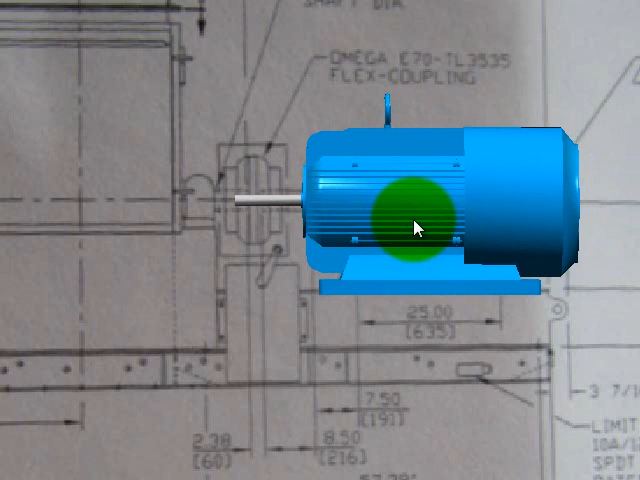 SHAFT DIA
OMEGA E70-TL3535
FLEX-COUPLING
25.00
[635]
3 7/1
7.50
[191]
2.38
[60]
8.50
[216]
LIMIT
10A/12
SPDT